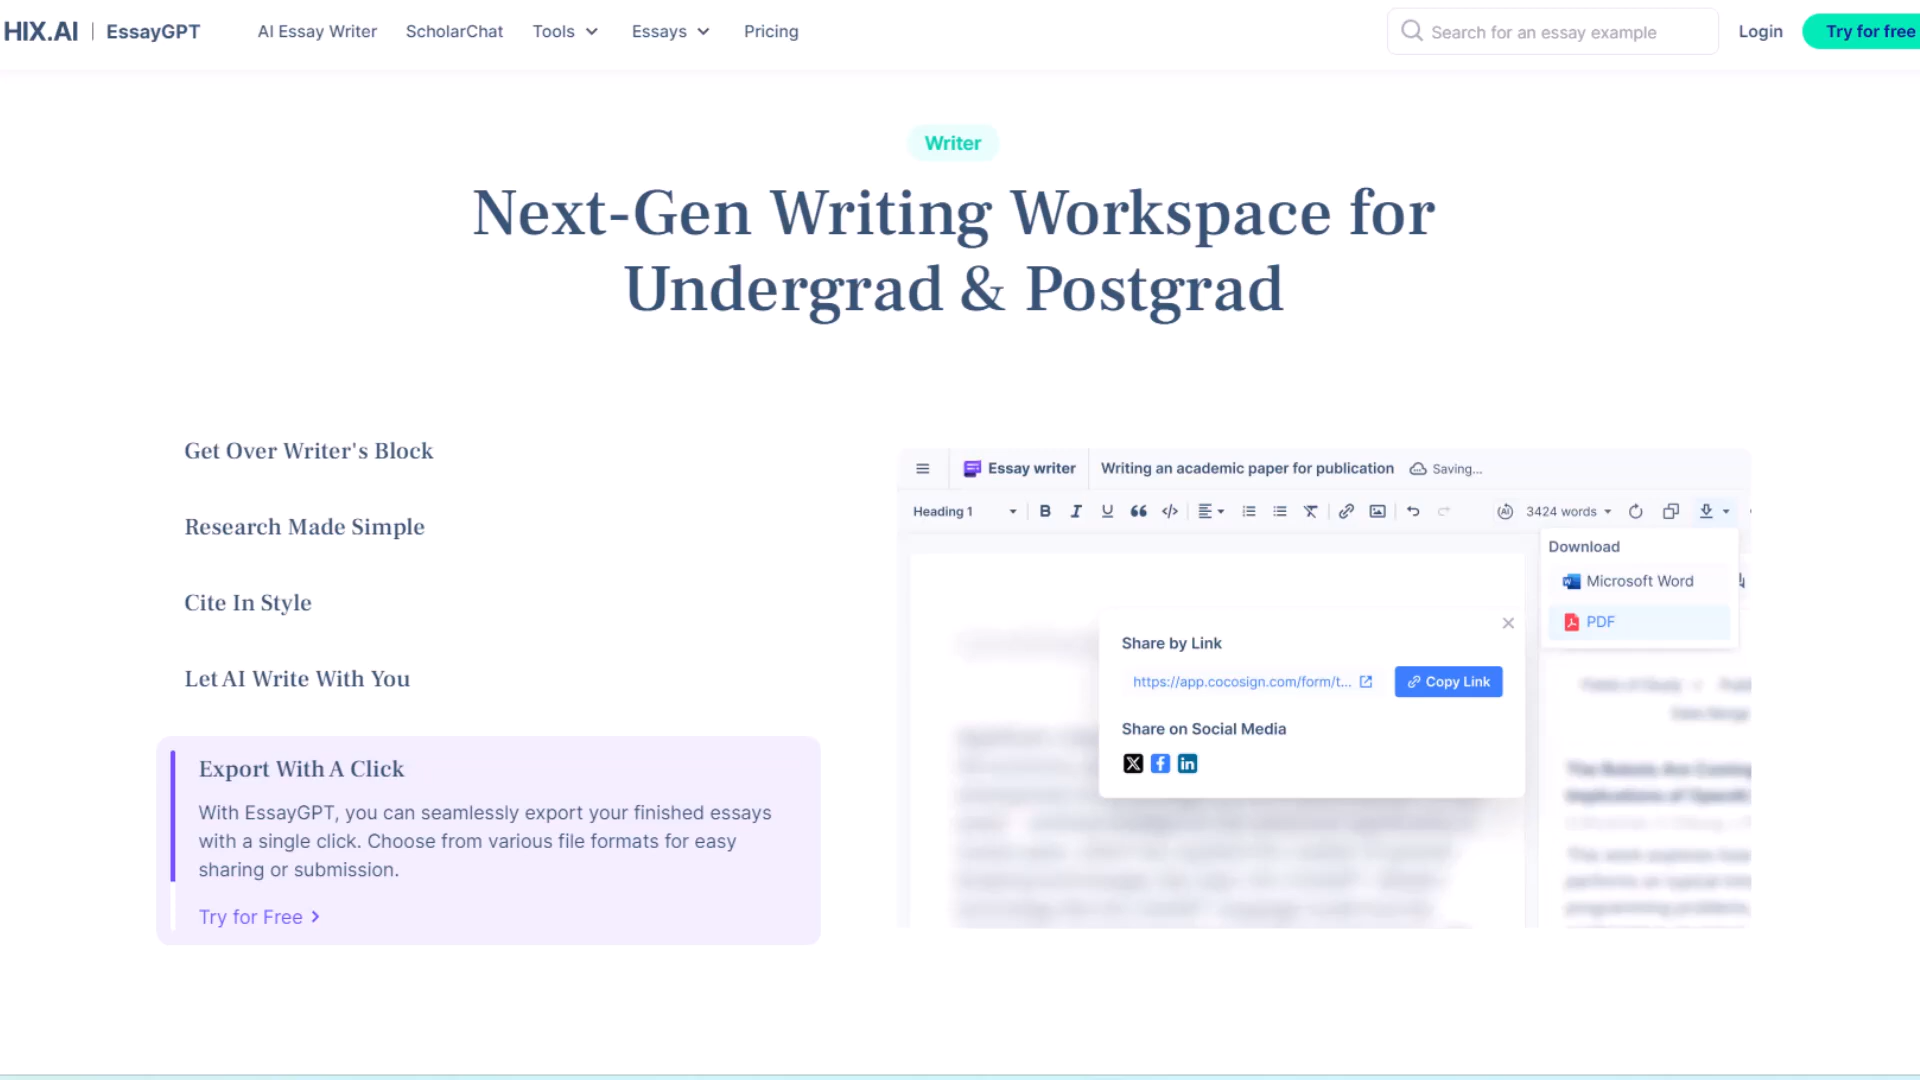 HIX.AI | EssayGPT
AI Essay Writer
ScholarChat
Tools
Essays
Pricing
Search for an essay example
Login
Try for free
Writer
Next-Gen Writing Workspace for
Undergrad & Postgrad
Get Over Writer's Block
Research Made Simple
Cite In Style
Let AI Write With You
Export With A Click
With EssayGPT, you can seamlessly export your finished essays
with a single click. Choose from various file formats for easy
sharing or submission.
Try for Free
Essay writer
Writing an academic paper for publication
Saving...
Heading 1
3424 words
Download
Microsoft Word
PDF
Share by Link
https://app.cocosign.com/form/t...
Copy Link
Share on Social Media